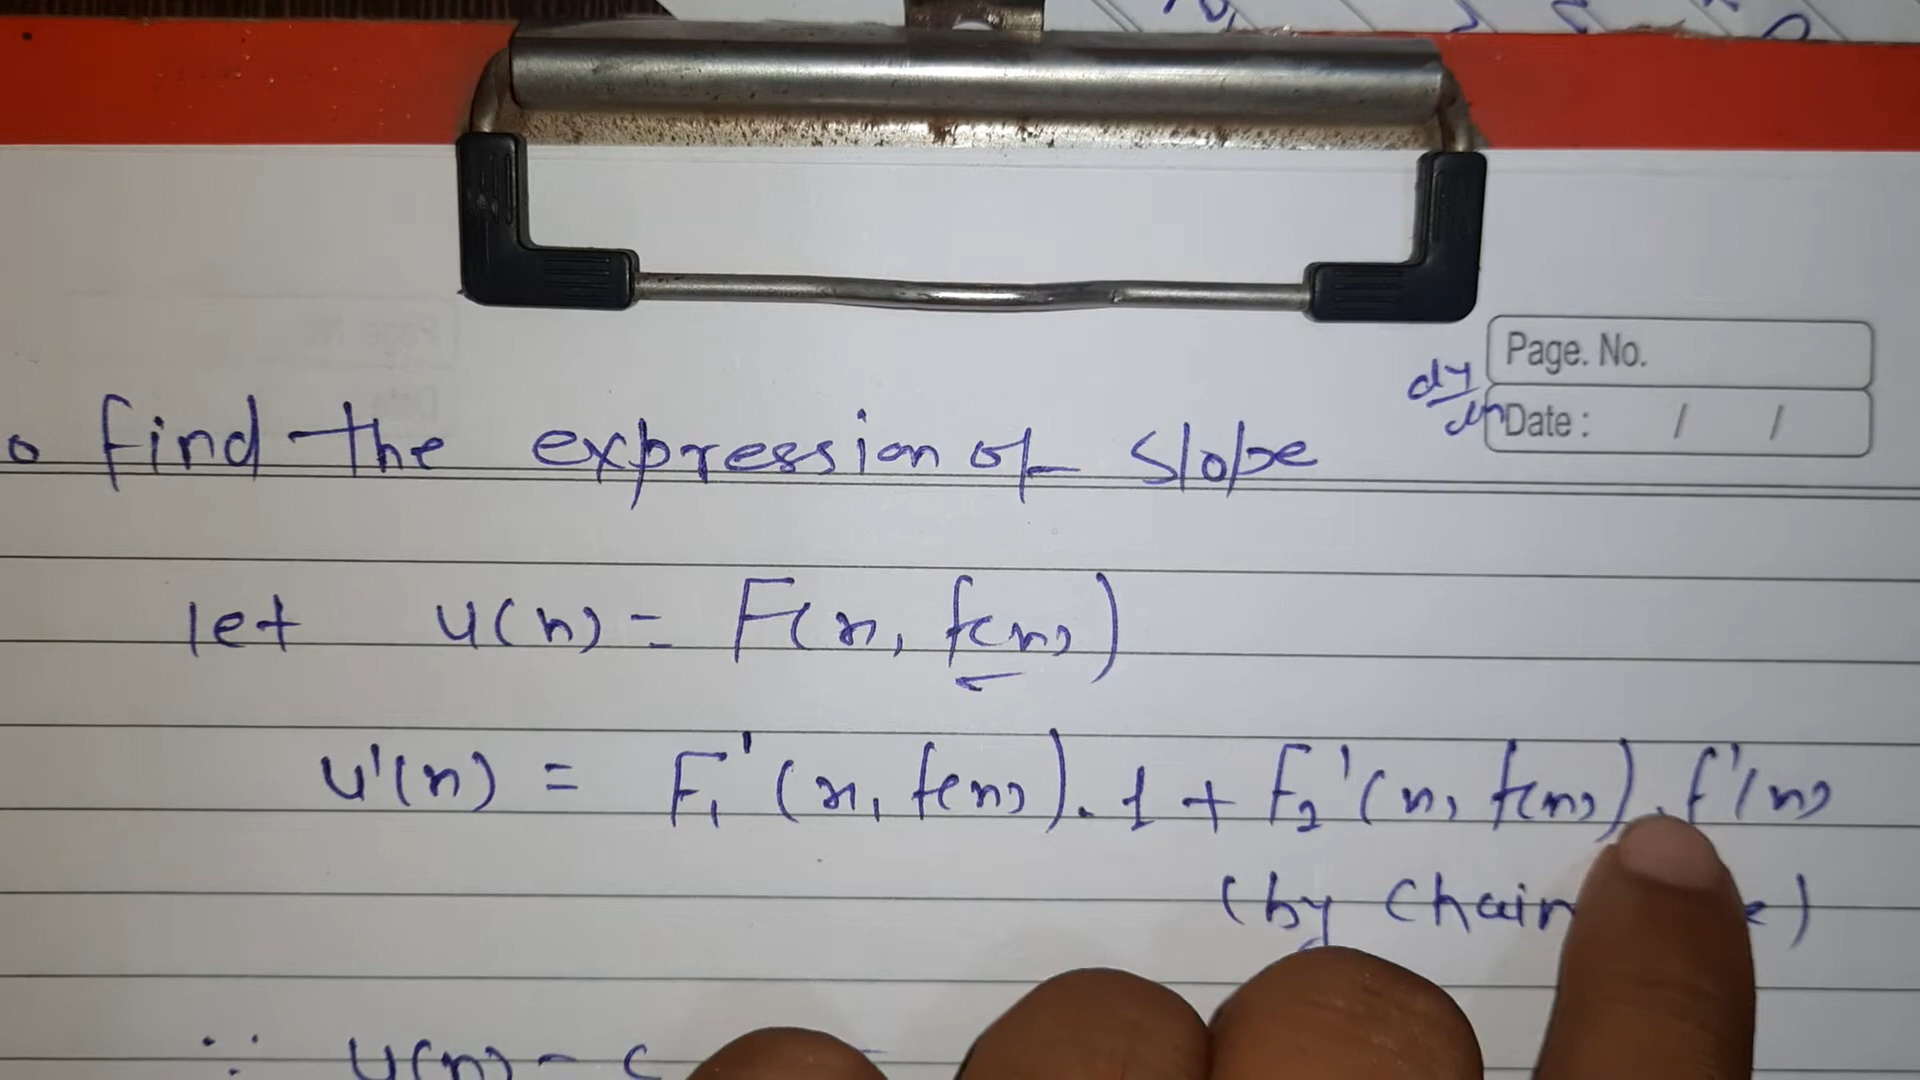 Page. No.
dy/dx
Date: / /
o find the expression of slope
let u(x) = F(x, f(x))
u'(x) = F₁'(x, f(x)).1 + F₂'(x, f(x)).f'(x)
(by chain
∵ u(x) = c